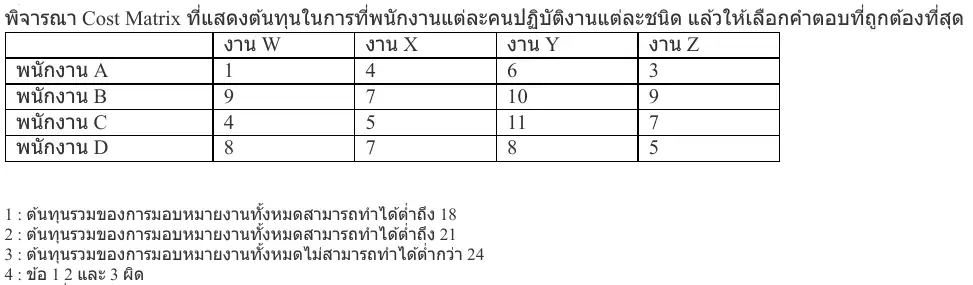 พิจารณา Cost Matrix ที่แสดงต้นทุนในการที่พนักงานแต่ละคนปฏิบัติงานแต่ละชนิด แล้วให้เลือกคำตอบที่ถูกต้องที่สุด
งาน W งาน X งาน Y งาน Z
พนักงาน A 1 4 6 3
พนักงาน B 9 7 10 9
พนักงาน C 4 5 11 7
พนักงาน D 8 7 8 5
1 : ต้นทุนรวมของการมอบหมายงานทั้งหมดสามารถทำได้ต่ำถึง 18
2 : ต้นทุนรวมของการมอบหมายงานทั้งหมดสามารถทำได้ต่ำถึง 21
3 : ต้นทุนรวมของการมอบหมายงานทั้งหมดไม่สามารถทำได้ต่ำกว่า 24
4 : ข้อ 1 2 และ 3 ผิด